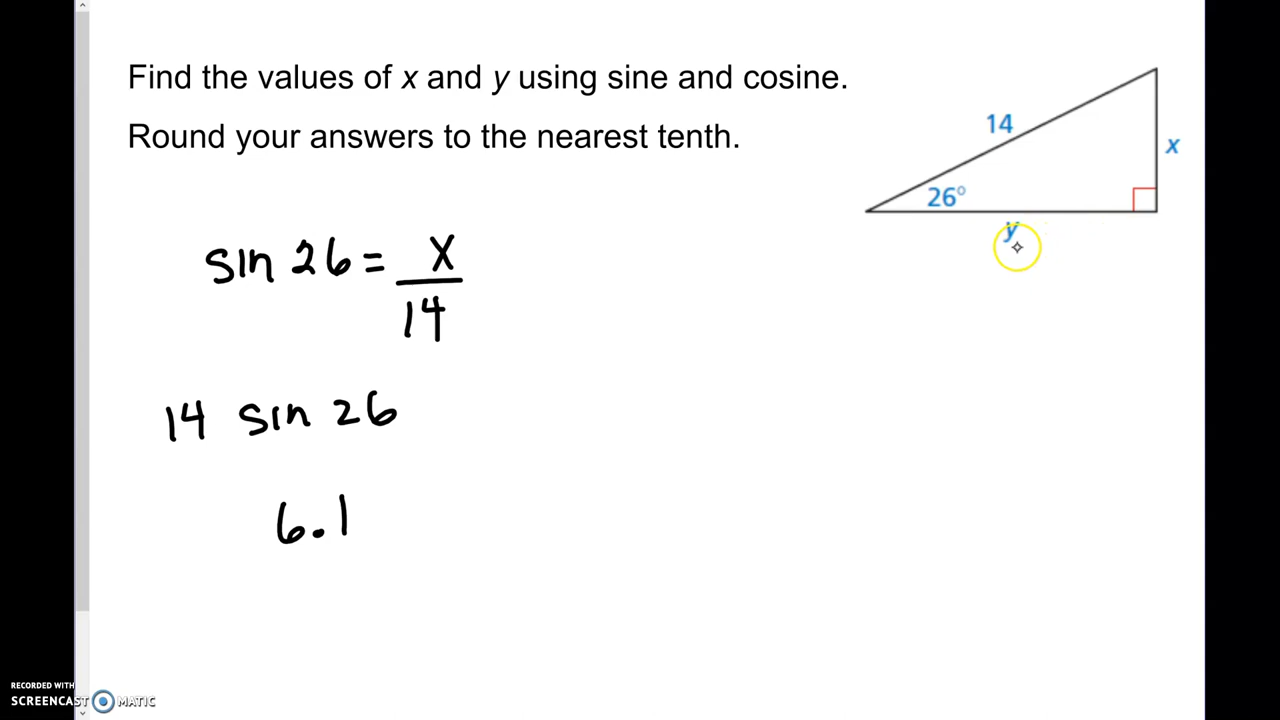 Find the values of x and y using sine and cosine.
Round your answers to the nearest tenth.
14
x
26°
y
sin 26 = x
14
14 sin 26
6.1
RECORDED WITH
SCREENCAST MATIC